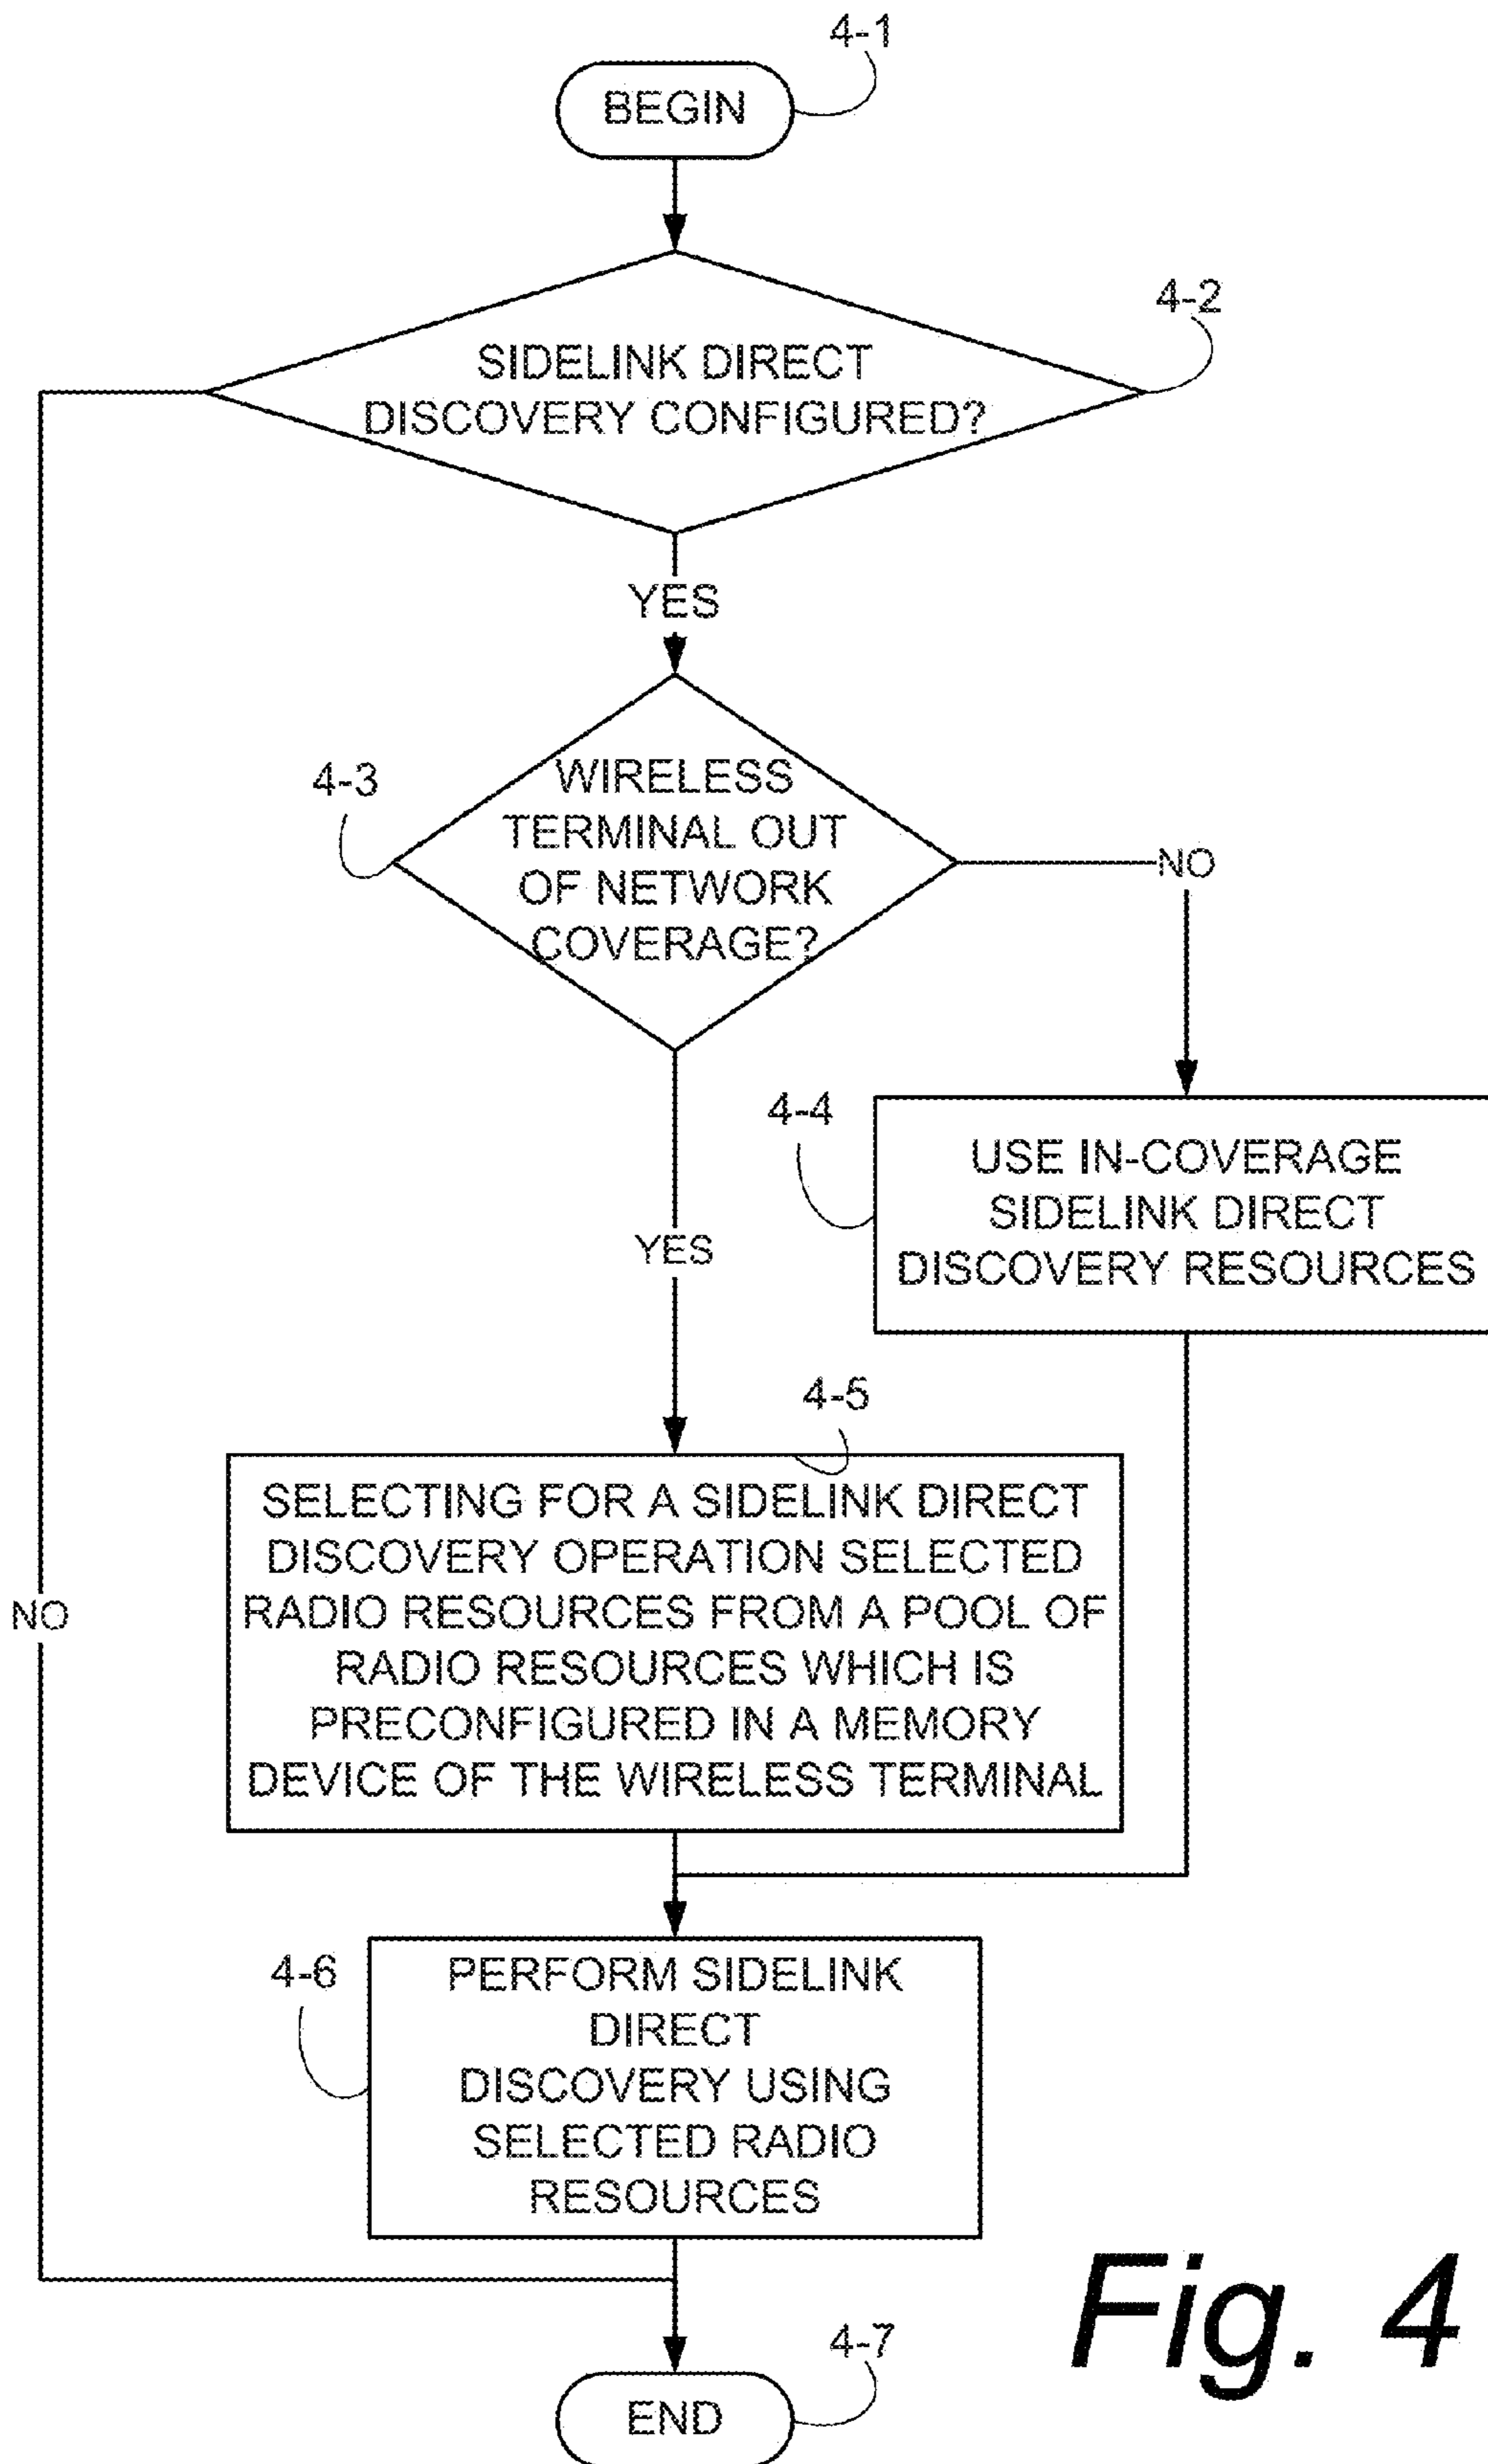 4-1
BEGIN
4-2
SIDELINK DIRECT
DISCOVERY CONFIGURED?
YES
4-3
WIRELESS
TERMINAL OUT
OF NETWORK
COVERAGE?
NO
4-4
USE IN-COVERAGE
SIDELINK DIRECT
DISCOVERY RESOURCES
YES
4-5
SELECTING FOR A SIDELINK DIRECT
DISCOVERY OPERATION SELECTED
RADIO RESOURCES FROM A POOL OF
RADIO RESOURCES WHICH IS
PRECONFIGURED IN A MEMORY
DEVICE OF THE WIRELESS TERMINAL
NO
4-6
PERFORM SIDELINK
DIRECT
DISCOVERY USING
SELECTED RADIO
RESOURCES
4-7
END
Fig. 4